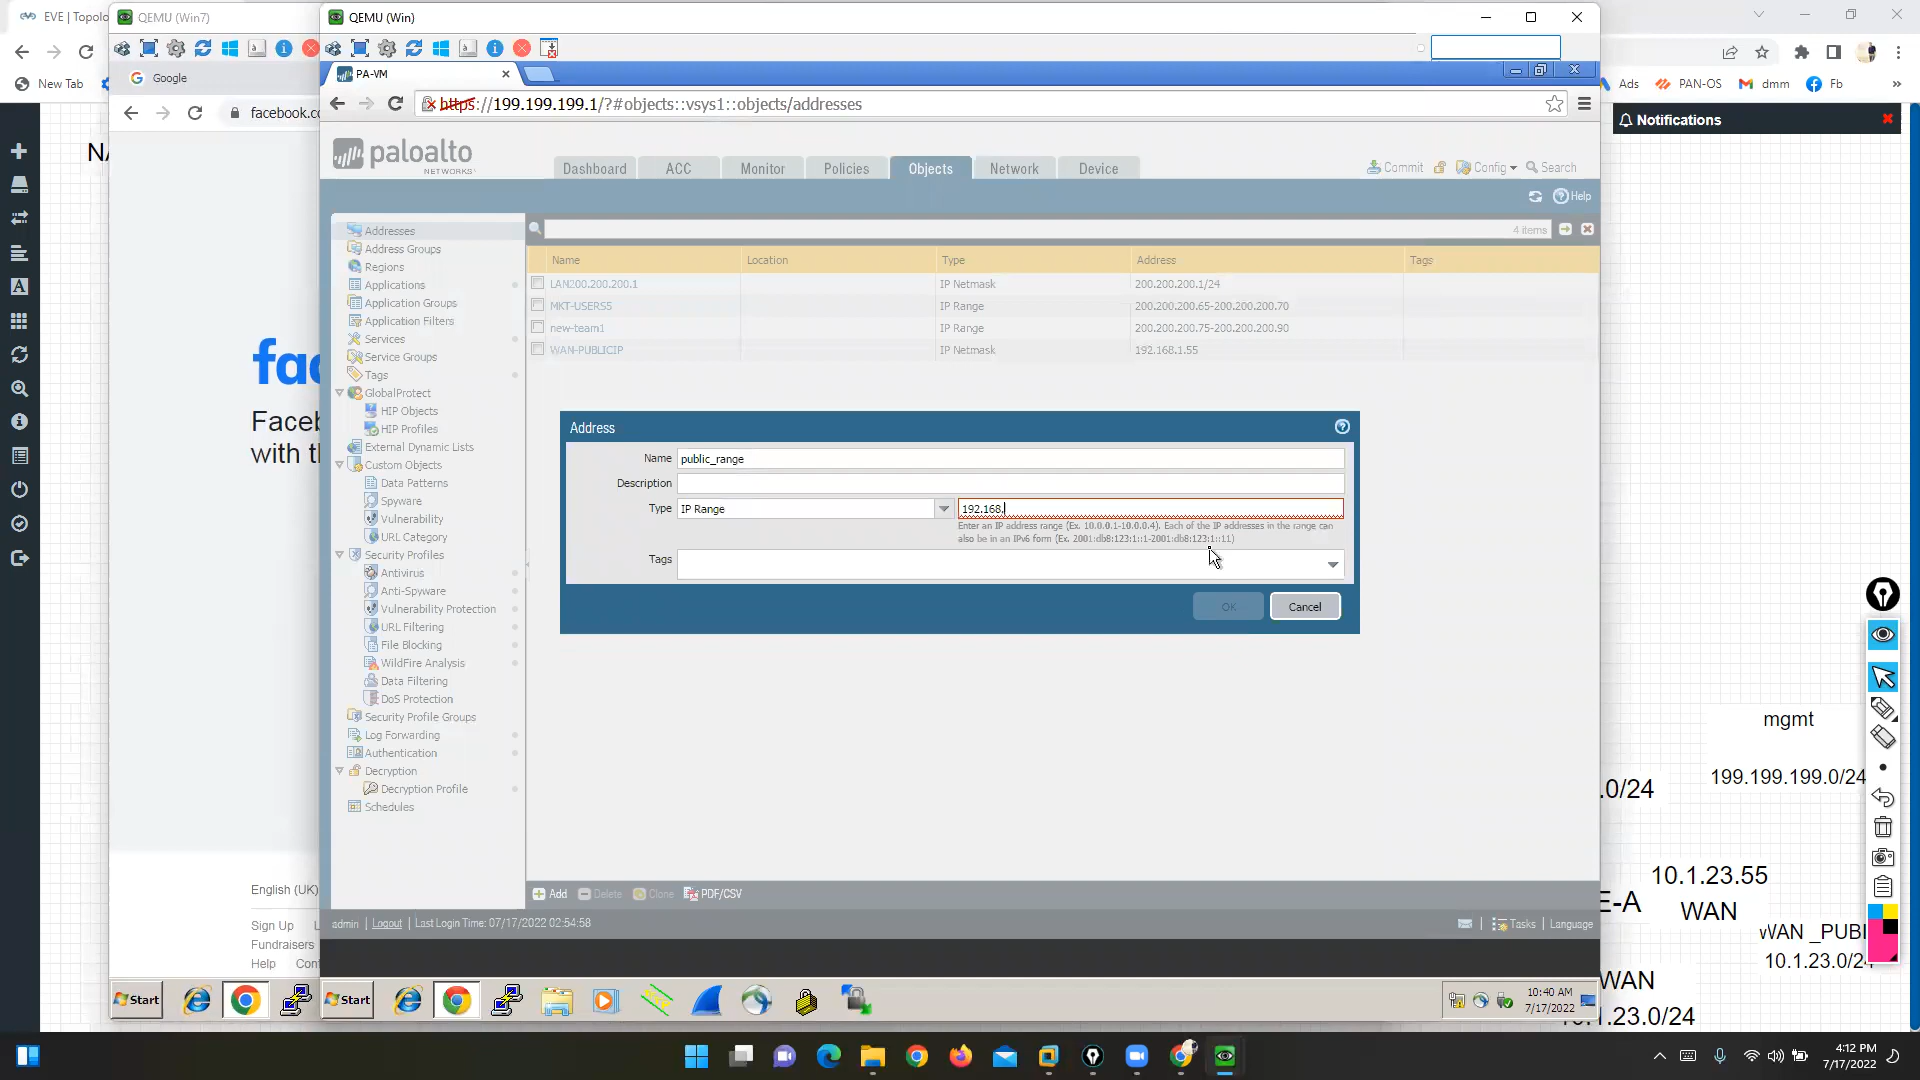 EVE | Topolo
QEMU (Win7)
QEMU (Win)
New Tab
Google
PA-VM
Ads
PAN-OS
dmm
Fb
»
facebook.co
https://199.199.199.1/?#objects::vsys1::objects/addresses
Notifications
NA
paloalto
NETWORKS
Dashboard
ACC
Monitor
Policies
Objects
Network
Device
Commit
Config
Search
Help
Addresses
Address Groups
Regions
Applications
Application Groups
Application Filters
Services
Service Groups
Tags
GlobalProtect
HIP Objects
HIP Profiles
External Dynamic Lists
Custom Objects
Data Patterns
Spyware
Vulnerability
URL Category
Security Profiles
Antivirus
Anti-Spyware
Vulnerability Protection
URL Filtering
File Blocking
WildFire Analysis
Data Filtering
DoS Protection
Security Profile Groups
Log Forwarding
Authentication
Decryption
Decryption Profile
Schedules
4 items
Name Location Type Address Tags
LAN200.200.200.1 IP Netmask 200.200.200.1/24
MKT-USERS5 IP Range 200.200.200.65-200.200.200.70
new-team1 IP Range 200.200.200.75-200.200.200.90
WAN-PUBLICIP IP Netmask 192.168.1.55
Address
Name public_range
Description
Type IP Range 192.168.
Enter an IP address range (Ex. 10.0.0.1-10.0.0.4). Each of the IP addresses in the range can
also be in an IPv6 form (Ex. 2001:db8:123:1::1-2001:db8:123:1::11)
Tags
OK
Cancel
Add
Delete
Clone
PDF/CSV
admin | Logout | Last Login Time: 07/17/2022 02:54:58
Tasks | Language
fac
Faceb
with th
English (UK)
Sign Up L
Fundraisers
Help Cont
mgmt
199.199.199.0/24
.0/24
10.1.23.55
E-A
WAN
WAN _PUBI
10.1.23.0/24
WAN
10.1.23.0/24
Start
Start
10:40 AM
7/17/2022
4:12 PM
7/17/2022